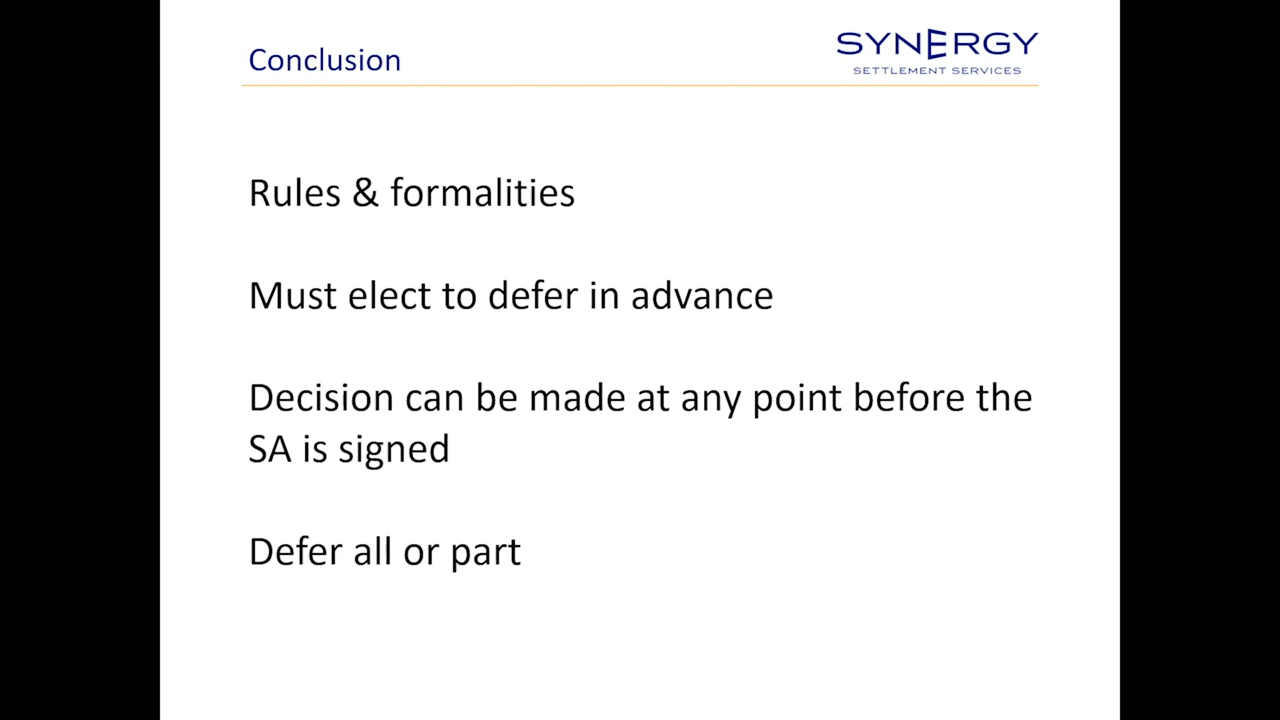 Conclusion
SYNERGY
SETTLEMENT SERVICES
Rules & formalities
Must elect to defer in advance
Decision can be made at any point before the
SA is signed
Defer all or part